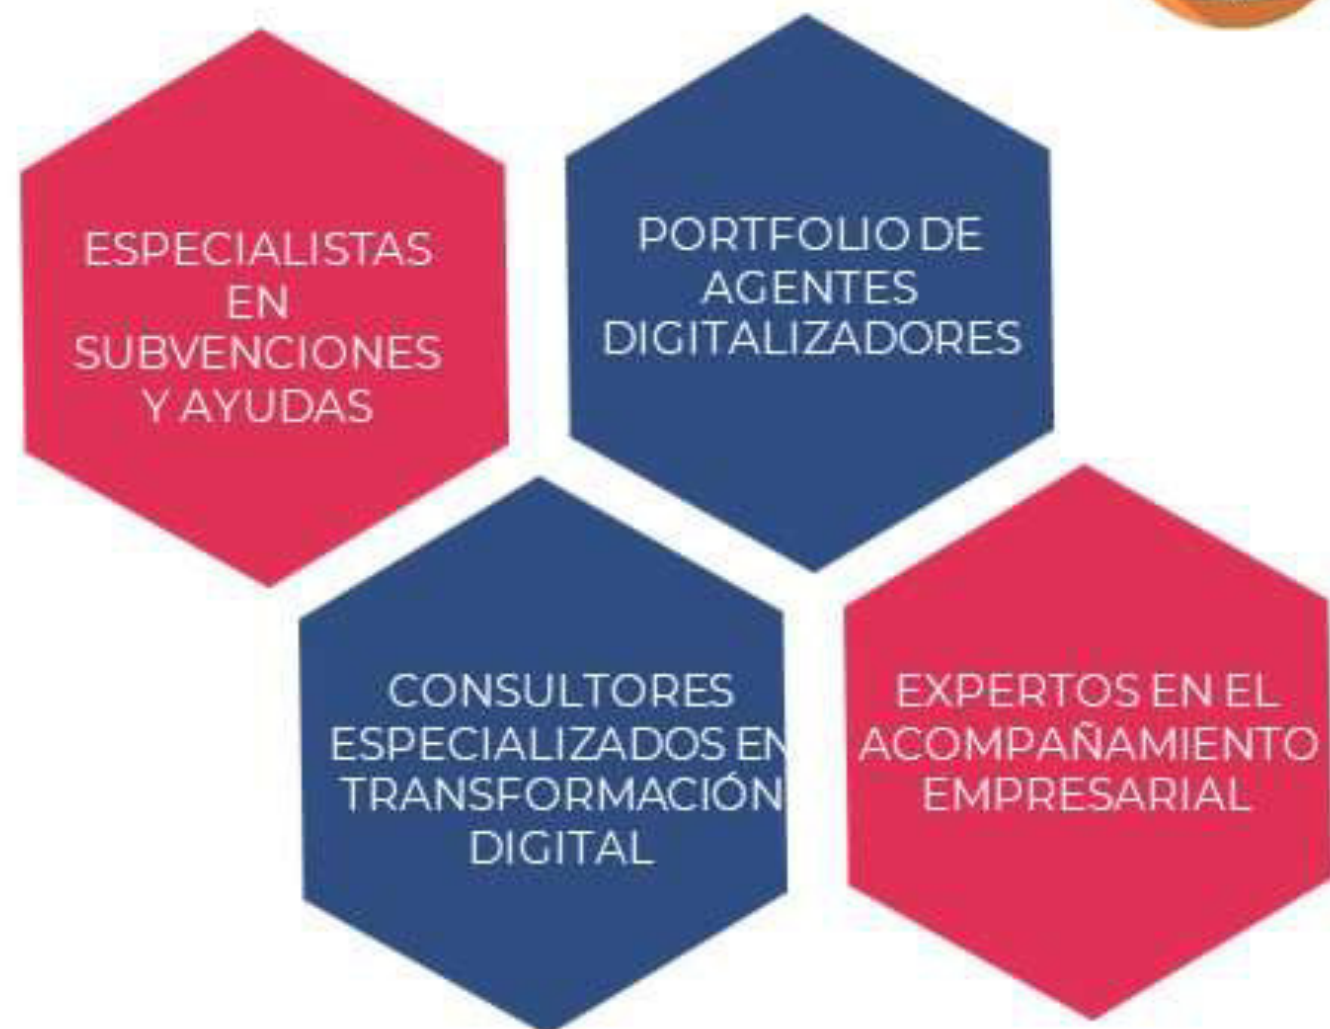 ESPECIALISTAS
EN
SUBVENCIONES
Y AYUDAS
PORTFOLIO DE
AGENTES
DIGITALIZADORES
CONSULTORES
ESPECIALIZADOS EN
TRANSFORMACIÓN
DIGITAL
EXPERTOS EN EL
ACOMPAÑAMIENTO
EMPRESARIAL